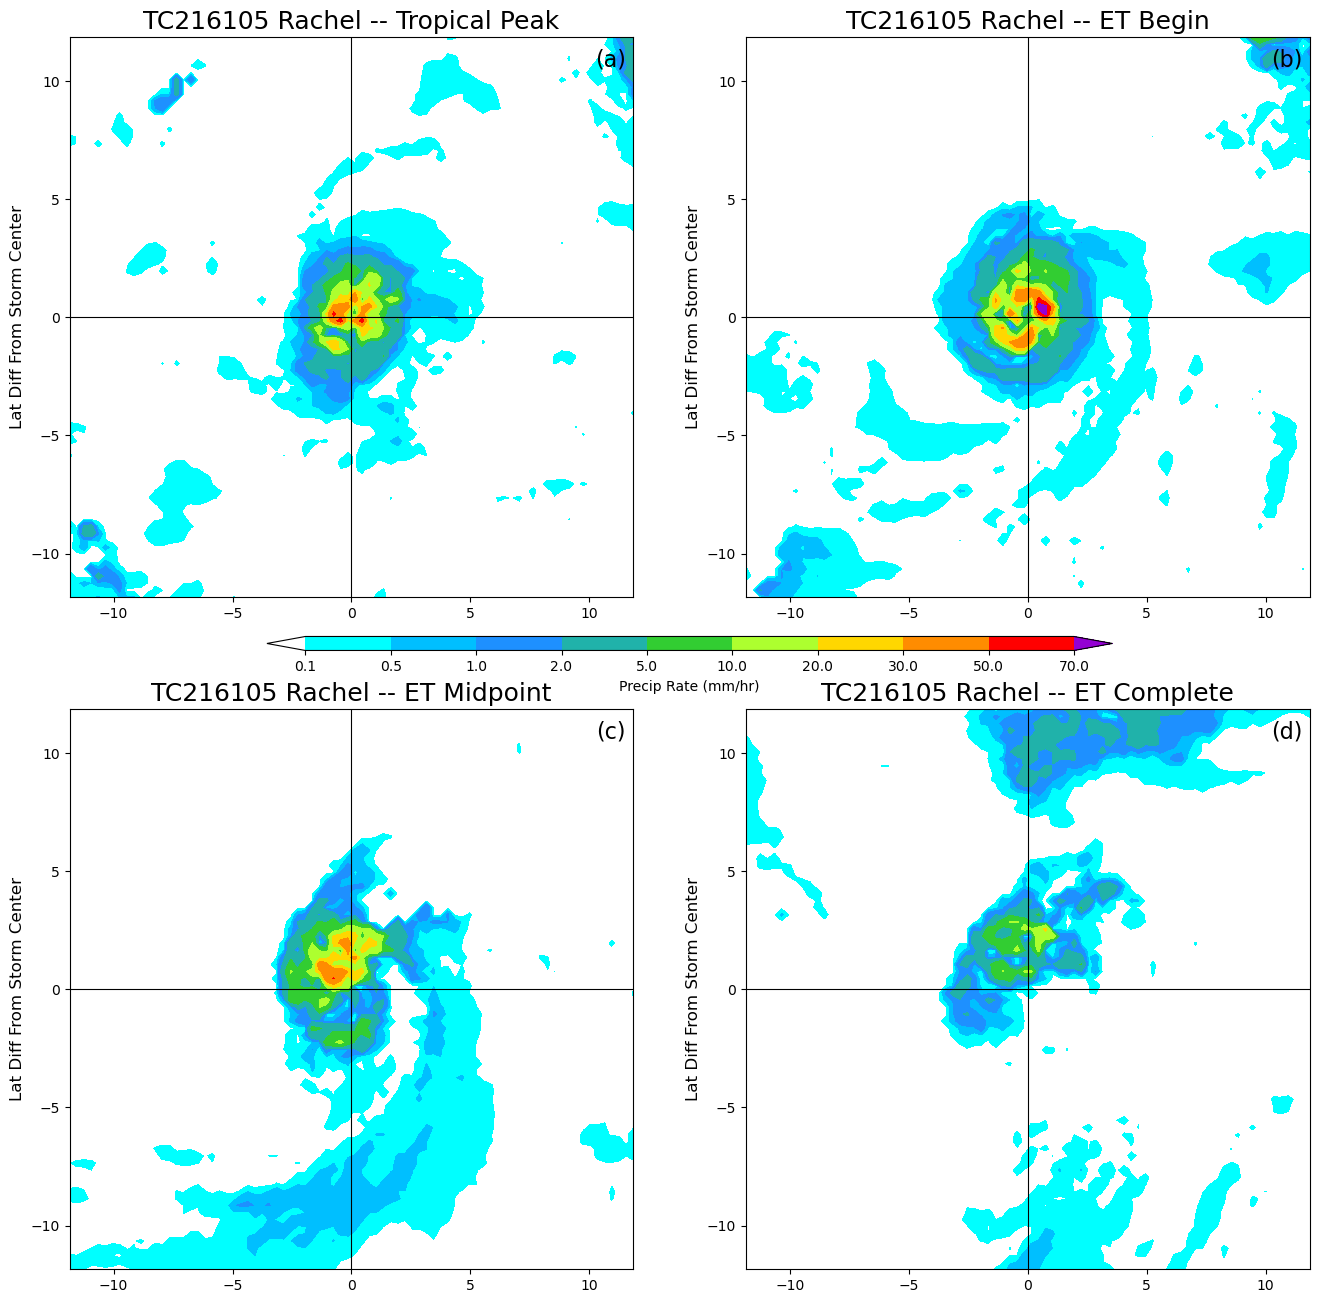 TC216105 Rachel -- Tropical Peak
TC216105 Rachel -- ET Begin
(a)
(b)
10
5
0
−5
−10
Lat Diff From Storm Center
−10 −5 0 5 10
10
5
0
−5
−10
Lat Diff From Storm Center
−10 −5 0 5 10
0.1 0.5 1.0 2.0 5.0 10.0 20.0 30.0 50.0 70.0
Precip Rate (mm/hr)
TC216105 Rachel -- ET Midpoint
TC216105 Rachel -- ET Complete
(c)
(d)
10
5
0
−5
−10
Lat Diff From Storm Center
−10 −5 0 5 10
10
5
0
−5
−10
Lat Diff From Storm Center
−10 −5 0 5 10